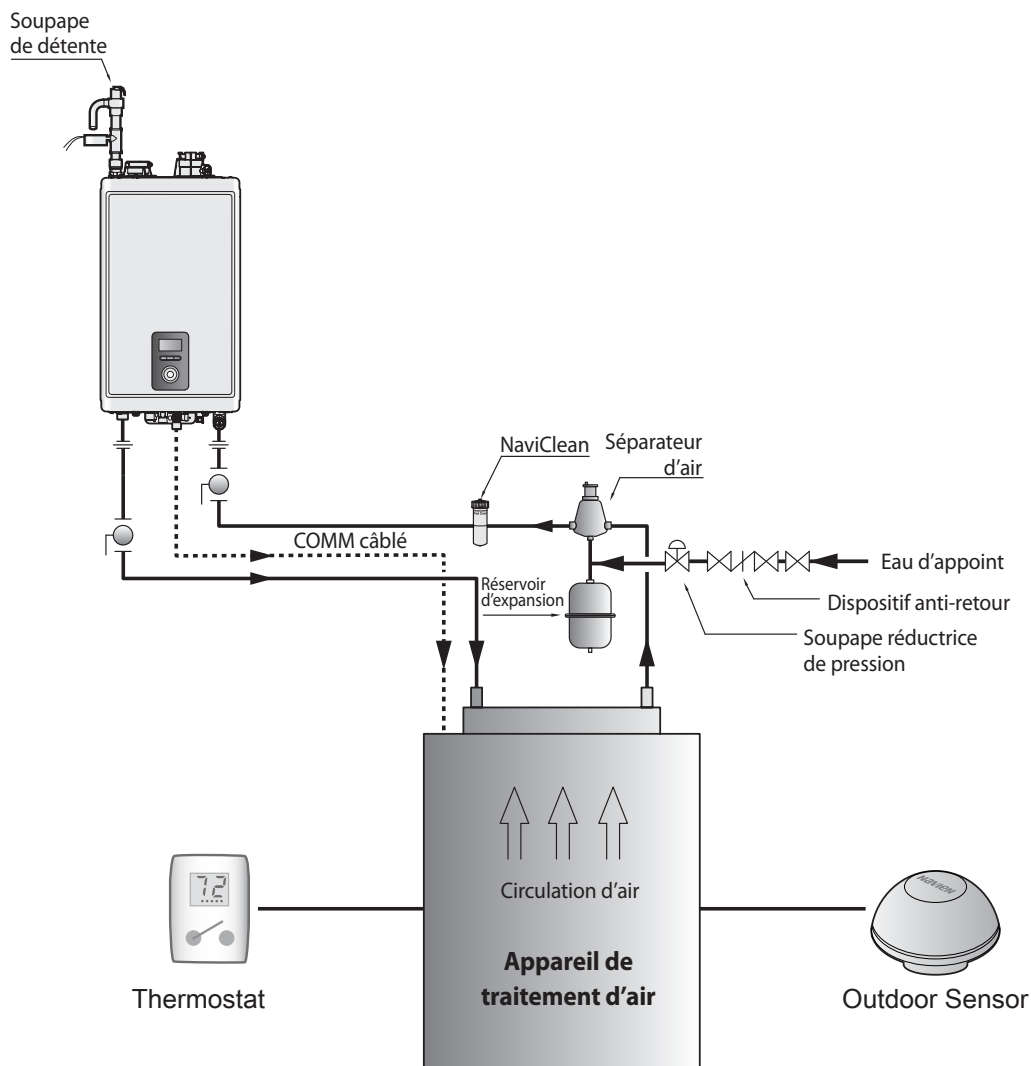 Soupape
de détente
NaviClean
Séparateur
d'air
COMM câblé
Eau d'appoint
Réservoir
d'expansion
Dispositif anti-retour
Soupape réductrice
de pression
72
Circulation d'air
NAVIEN
Appareil de
traitement d'air
Thermostat
Outdoor Sensor